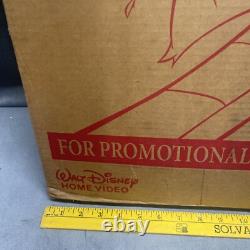 FOR PROMOTIONAL
Walt Disney
HOME VIDEO
SOLVA